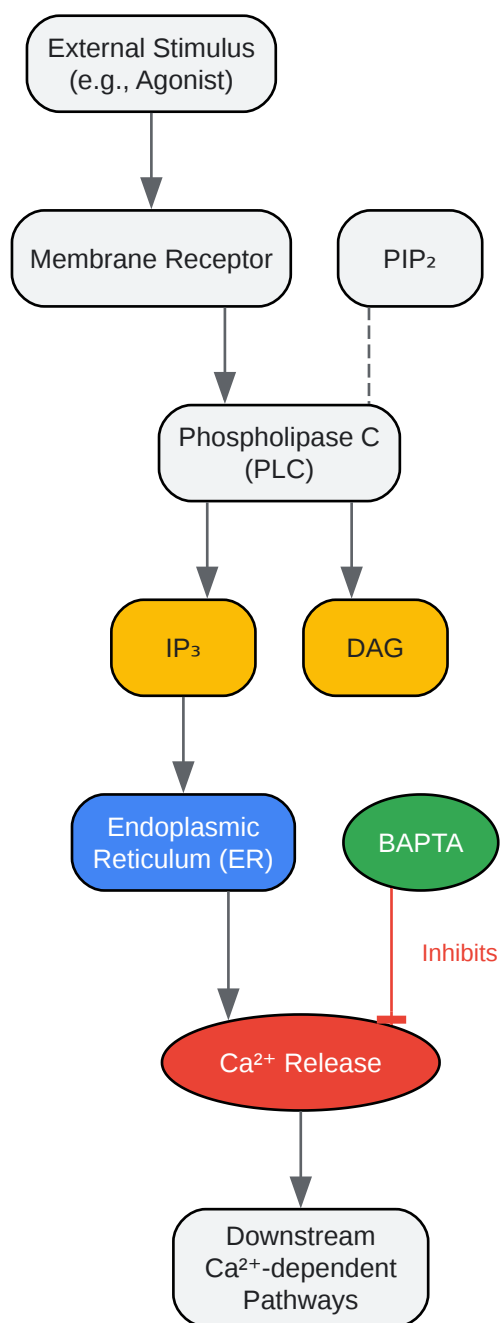 External Stimulus
(e.g., Agonist)
Membrane Receptor
PIP₂
Phospholipase C
(PLC)
IP₃
DAG
Endoplasmic
Reticulum (ER)
BAPTA
Inhibits
Ca²⁺ Release
Downstream
Ca²⁺-dependent
Pathways